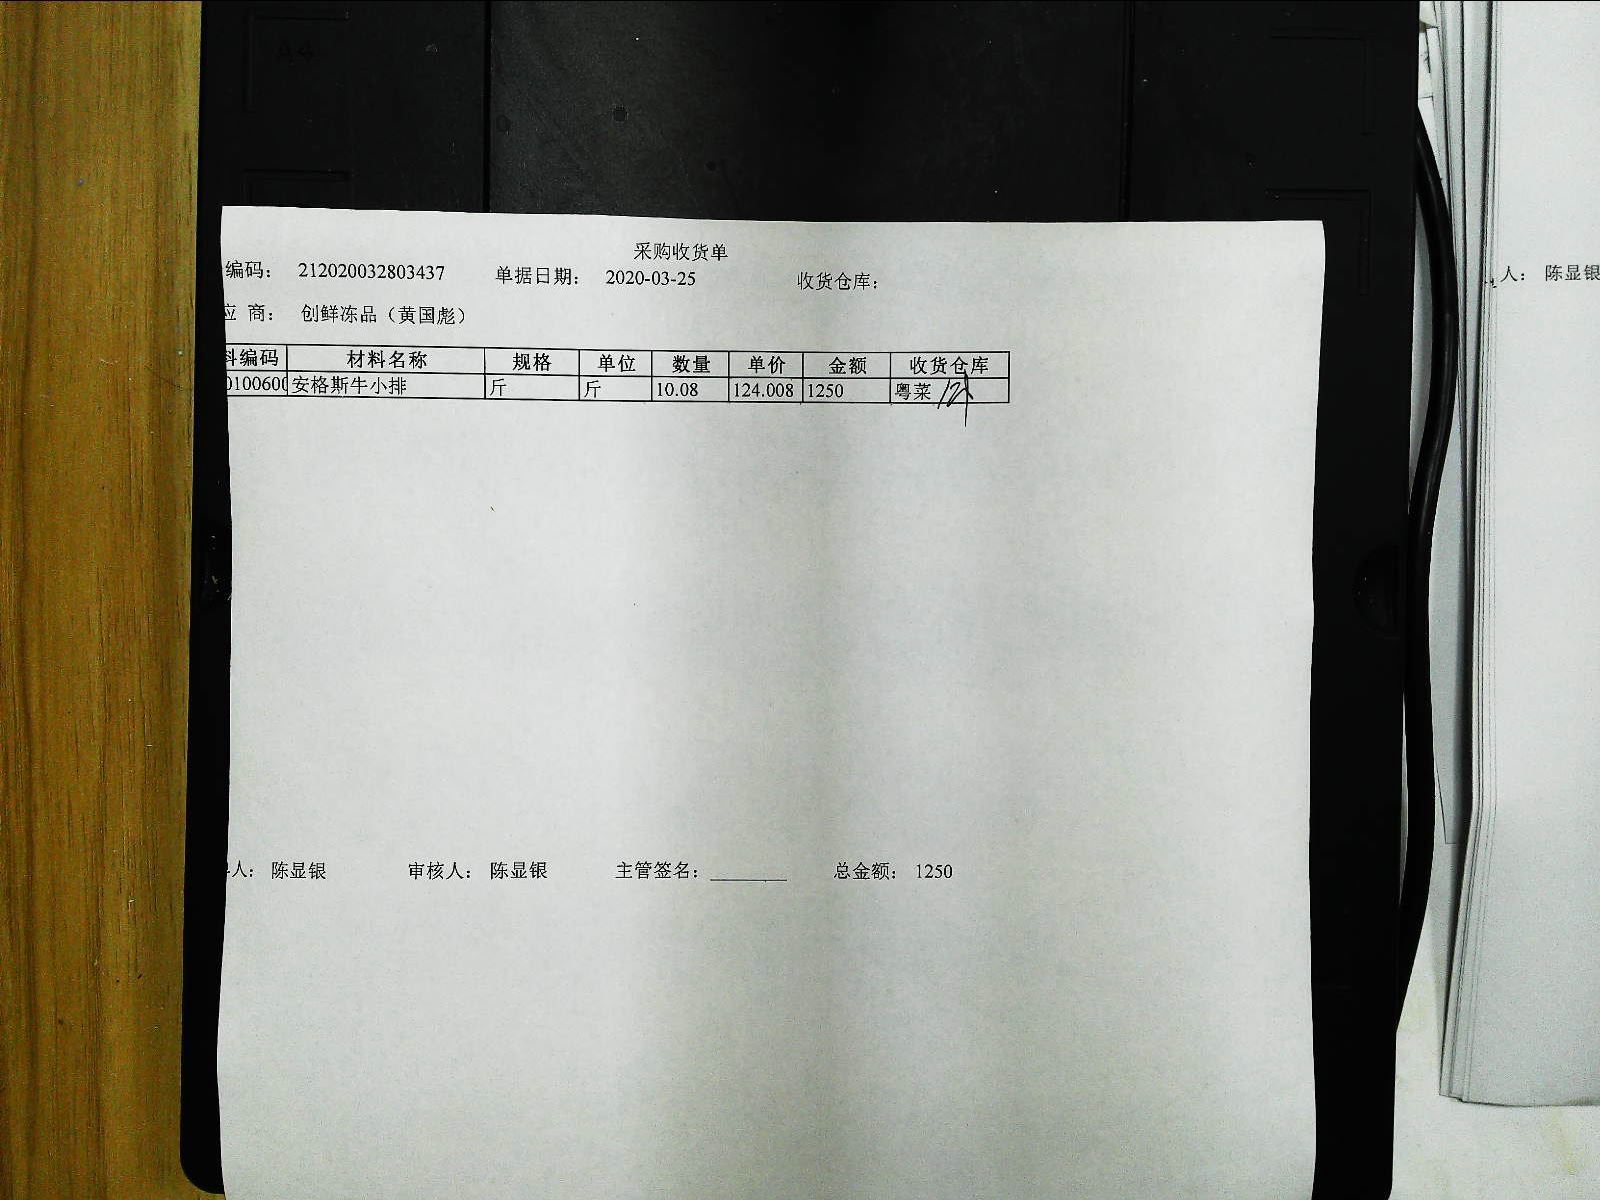 采购收货单
编码： 212020032803437 单据日期： 2020-03-25 收货仓库：
应 商： 创鲜冻品（黄国彪）
料编码 材料名称 规格 单位 数量 单价 金额 收货仓库
0100600 安格斯牛小排 斤 斤 10.08 124.008 1250 粤菜
人： 陈显银 审核人： 陈显银 主管签名： 总金额： 1250
人： 陈显银